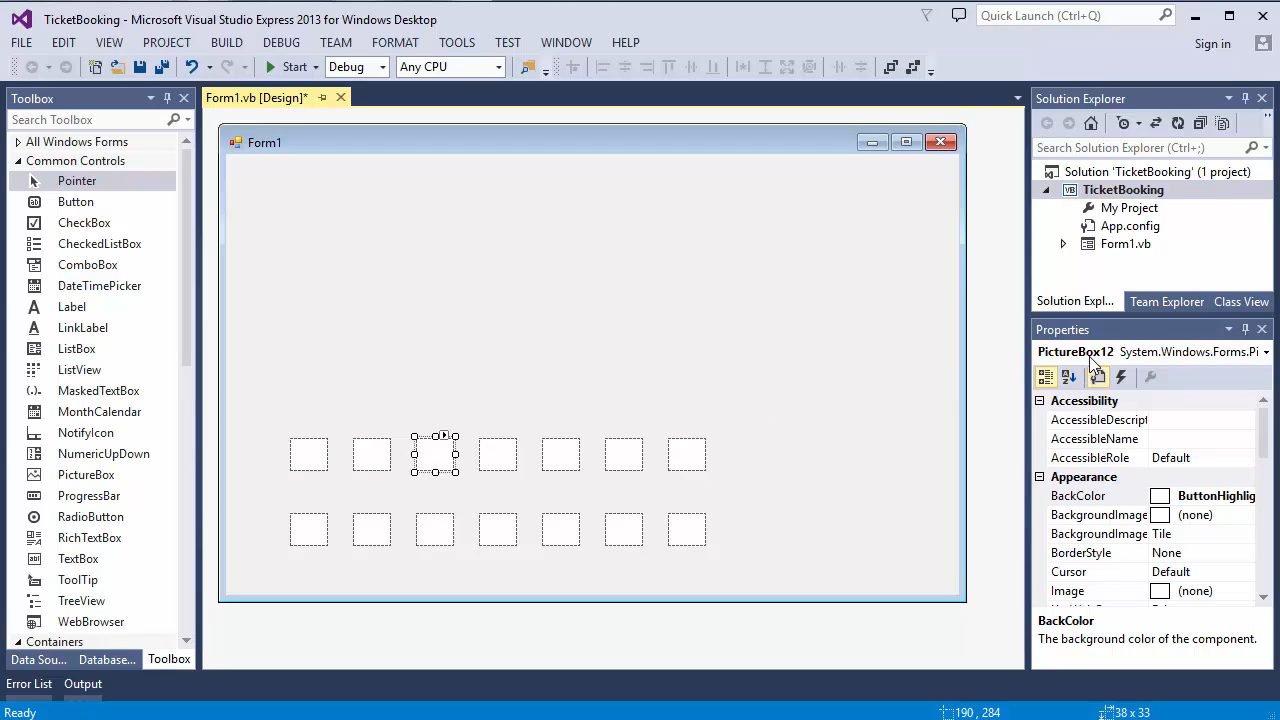 TicketBooking - Microsoft Visual Studio Express 2013 for Windows Desktop
Quick Launch (Ctrl+Q)
FILE EDIT VIEW PROJECT BUILD DEBUG TEAM FORMAT TOOLS TEST WINDOW HELP
Sign in
Start Debug Any CPU
Toolbox
Search Toolbox
All Windows Forms
Common Controls
Pointer
Button
CheckBox
CheckedListBox
ComboBox
DateTimePicker
Label
LinkLabel
ListBox
ListView
MaskedTextBox
MonthCalendar
NotifyIcon
NumericUpDown
PictureBox
ProgressBar
RadioButton
RichTextBox
TextBox
ToolTip
TreeView
WebBrowser
Containers
Data Sou... Database... Toolbox
Form1.vb [Design]*
Form1
Solution Explorer
Search Solution Explorer (Ctrl+;)
Solution 'TicketBooking' (1 project)
TicketBooking
My Project
App.config
Form1.vb
Solution Expl... Team Explorer Class View
Properties
PictureBox12 System.Windows.Forms.Pi
Accessibility
AccessibleDescript
AccessibleName
AccessibleRole Default
Appearance
BackColor ButtonHighlig
BackgroundImage (none)
BackgroundImage Tile
BorderStyle None
Cursor Default
Image (none)
BackColor
The background color of the component.
Error List Output
Ready 190 , 284 38 x 33